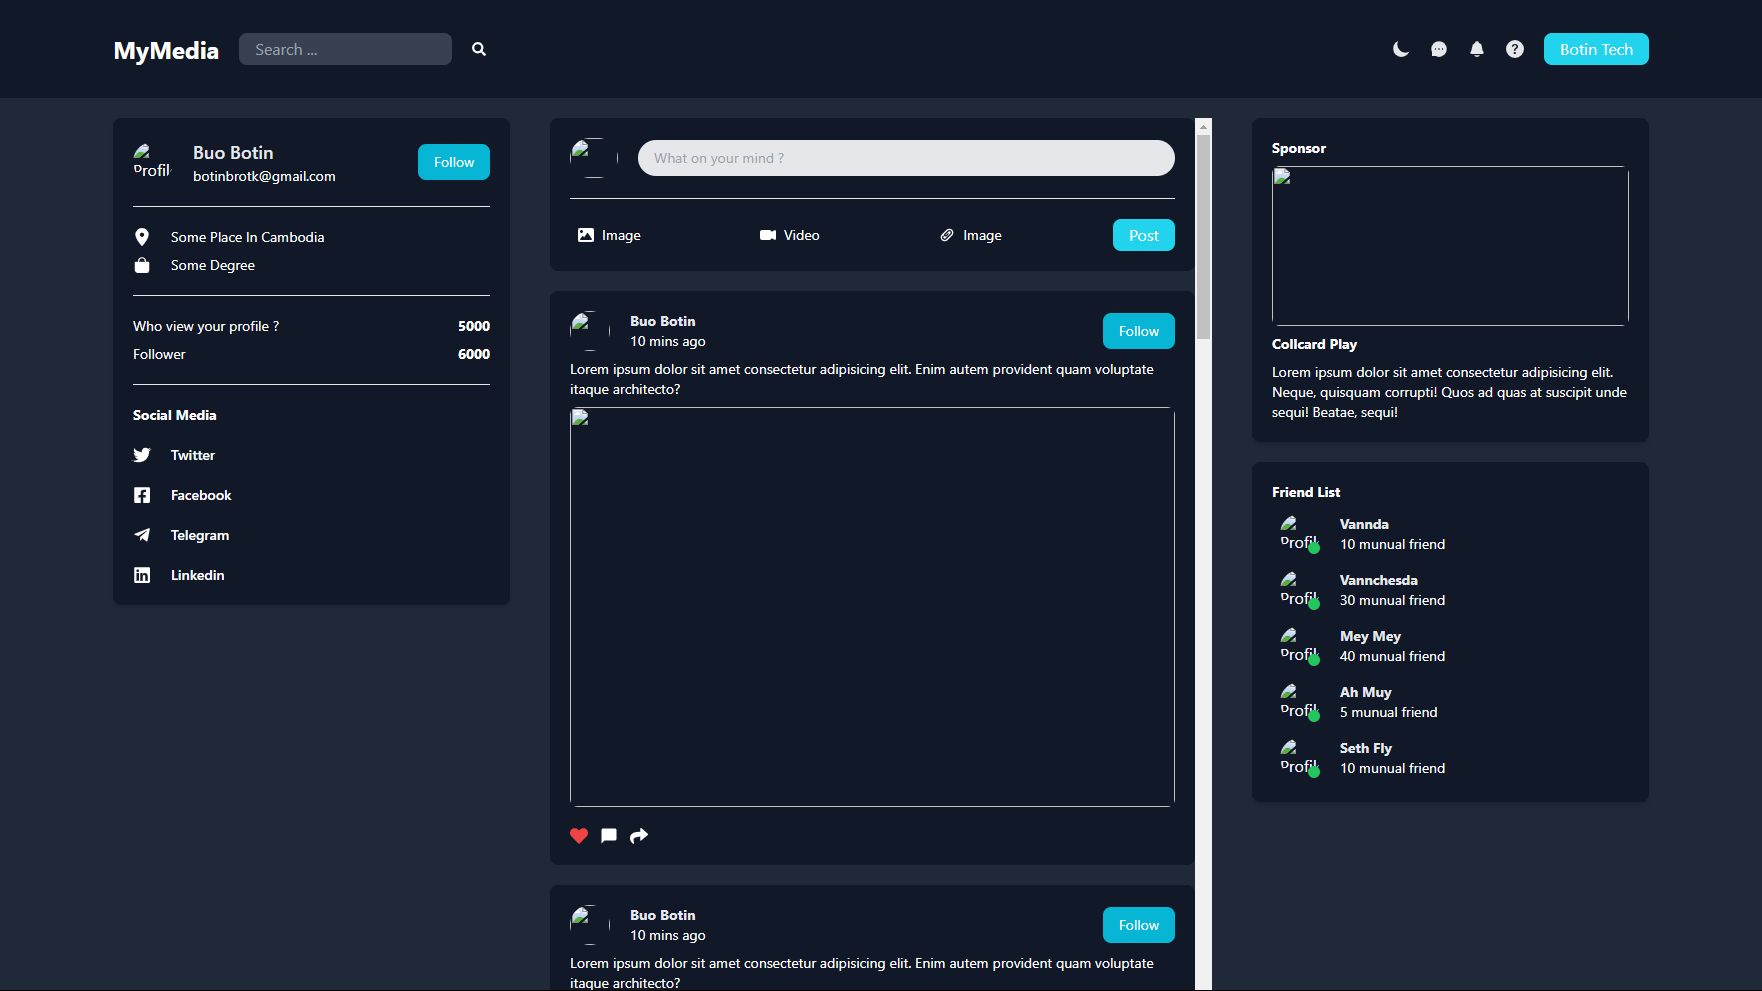 MyMedia
Search ...
Botin Tech
Profil
Buo Botin
botinbrotk@gmail.com
Follow
Some Place In Cambodia
Some Degree
Who view your profile ? 5000
Follower 6000
Social Media
Twitter
Facebook
Telegram
Linkedin
What on your mind ?
Image Video Image Post
Buo Botin
10 mins ago
Follow
Lorem ipsum dolor sit amet consectetur adipisicing elit. Enim autem provident quam voluptate
itaque architecto?
Buo Botin
10 mins ago
Follow
Lorem ipsum dolor sit amet consectetur adipisicing elit. Enim autem provident quam voluptate
itaque architecto?
Sponsor
Collcard Play
Lorem ipsum dolor sit amet consectetur adipisicing elit.
Neque, quisquam corrupti! Quos ad quas at suscipit unde
sequi! Beatae, sequi!
Friend List
Profil
Vannda
10 munual friend
Profil
Vannchesda
30 munual friend
Profil
Mey Mey
40 munual friend
Profil
Ah Muy
5 munual friend
Profil
Seth Fly
10 munual friend